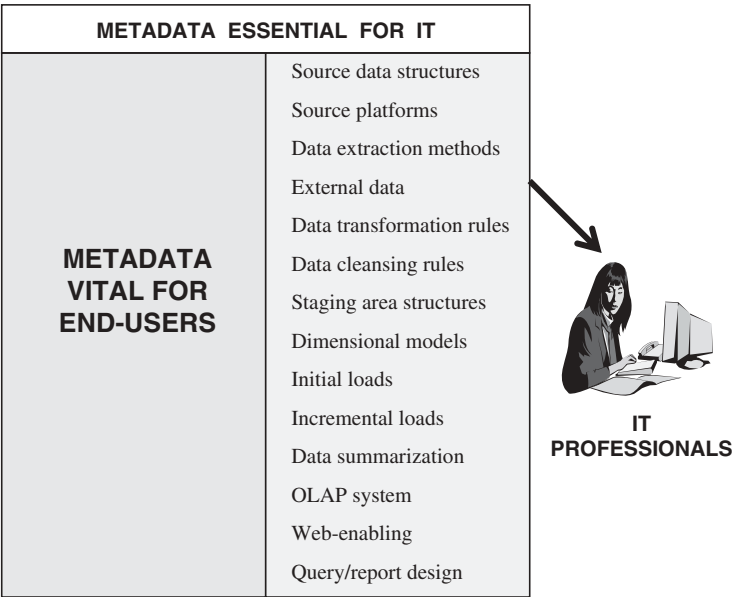 METADATA ESSENTIAL FOR IT
METADATA
VITAL FOR
END-USERS
Source data structures
Source platforms
Data extraction methods
External data
Data transformation rules
Data cleansing rules
Staging area structures
Dimensional models
Initial loads
Incremental loads
Data summarization
OLAP system
Web-enabling
Query/report design
IT
PROFESSIONALS